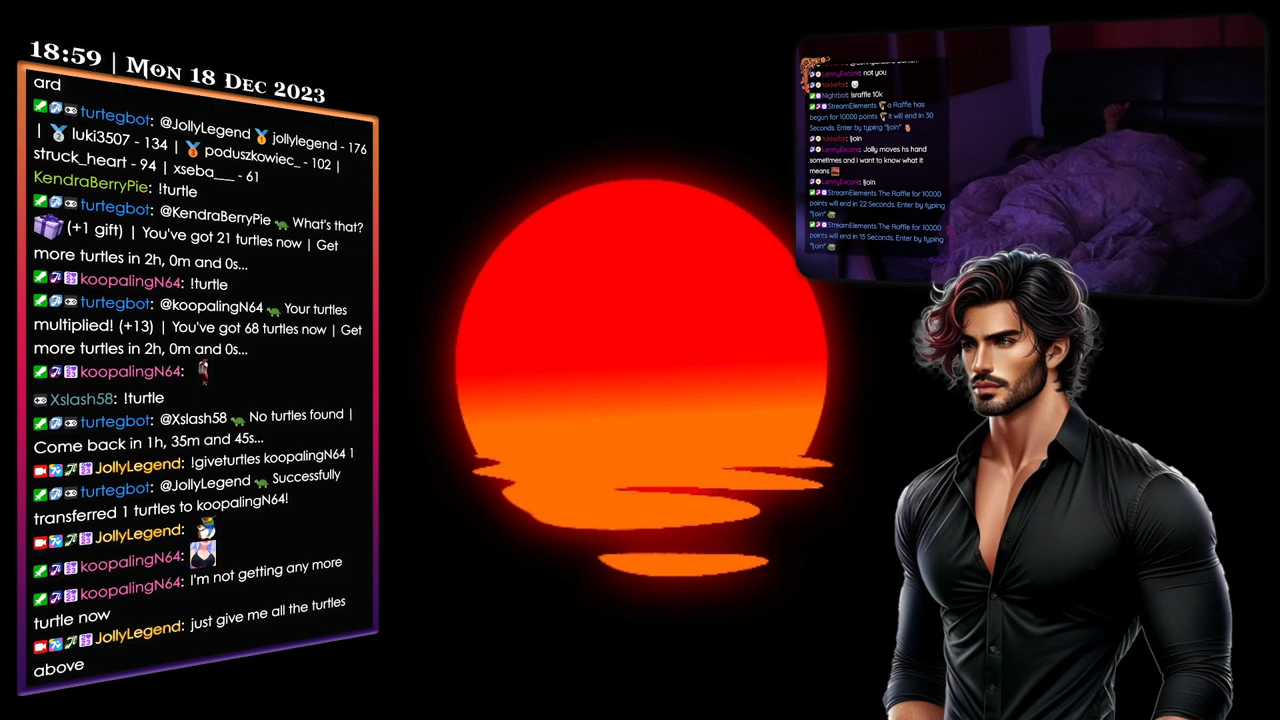 18:59 | Mon 18 Dec 2023
ard
turtegbot: @JollyLegend jollylegend - 176
| luki3507 - 134 | poduszkowiec_ - 102 |
struck_heart - 94 | xseba___ - 61
KendraBerryPie: !turtle
turtegbot: @KendraBerryPie What's that?
(+1 gift) | You've got 21 turtles now | Get
more turtles in 2h, 0m and 0s...
koopalingN64: !turtle
turtegbot: @koopalingN64 Your turtles
multiplied! (+13) | You've got 68 turtles now | Get
more turtles in 2h, 0m and 0s...
koopalingN64:
Xslash58: !turtle
turtegbot: @Xslash58 No turtles found |
Come back in 1h, 35m and 45s...
JollyLegend: !giveturtles koopalingN64 1
turtegbot: @JollyLegend Successfully
transferred 1 turtles to koopalingN64!
JollyLegend:
koopalingN64:
koopalingN64: I'm not getting any more
turtle now
JollyLegend: just give me all the turtles
above
not you
Nightbot: !sraffle 10k
StreamElements a Raffle has
begun for 10000 points it will end in 30
Seconds. Enter by typing "!join"
!join
Jolly moves hs hand
sometimes and I want to know what it
means
!join
StreamElements The Raffle for 10000
points will end in 22 Seconds. Enter by typing
"!join"
StreamElements The Raffle for 10000
points will end in 15 Seconds. Enter by typing
"!join"